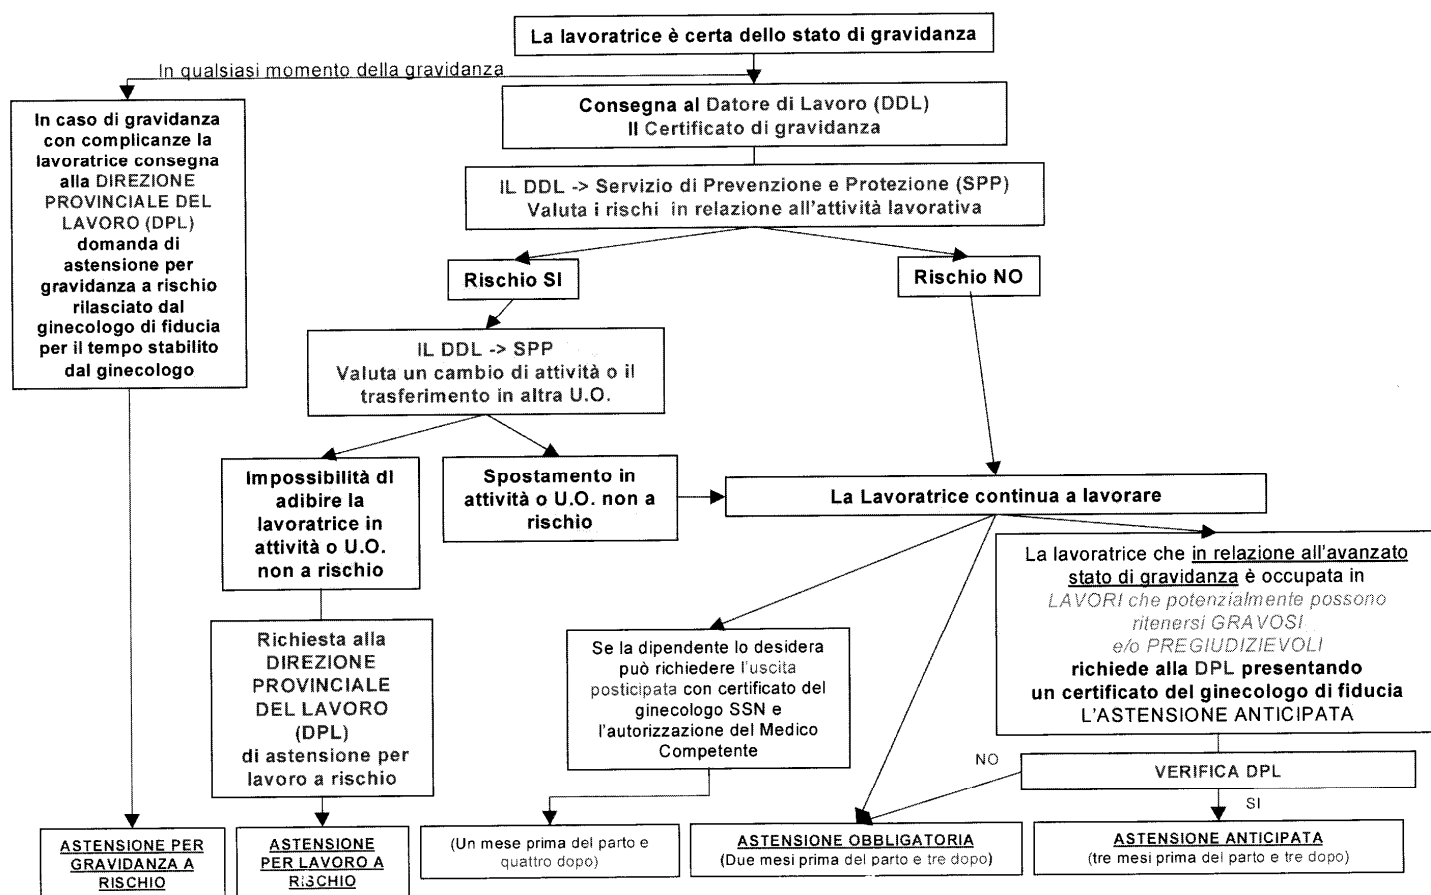 La lavoratrice è certa dello stato di gravidanza
In qualsiasi momento della gravidanza
Consegna al Datore di Lavoro (DDL)
Il Certificato di gravidanza
In caso di gravidanza
con complicanze la
lavoratrice consegna
alla DIREZIONE
PROVINCIALE DEL
LAVORO (DPL)
domanda di
astensione per
gravidanza a rischio
rilasciato dal
ginecologo di fiducia
per il tempo stabilito
dal ginecologo
IL DDL -> Servizio di Prevenzione e Protezione (SPP)
Valuta i rischi in relazione all'attività lavorativa
Rischio SI
Rischio NO
IL DDL -> SPP
Valuta un cambio di attività o il
trasferimento in altra U.O.
Impossibilità di
adibire la
lavoratrice in
attività o U.O.
non a rischio
Spostamento in
attività o U.O. non a
rischio
La Lavoratrice continua a lavorare
Richiesta alla
DIREZIONE
PROVINCIALE
DEL LAVORO
(DPL)
di astensione per
lavoro a rischio
Se la dipendente lo desidera
può richiedere l'uscita
posticipata con certificato del
ginecologo SSN e
l'autorizzazione del Medico
Competente
La lavoratrice che in relazione all'avanzato
stato di gravidanza è occupata in
LAVORI che potenzialmente possono
ritenersi GRAVOSI
e/o PREGIUDIZIEVOLI
richiede alla DPL presentando
un certificato del ginecologo di fiducia
L'ASTENSIONE ANTICIPATA
NO
VERIFICA DPL
SI
ASTENSIONE PER
GRAVIDANZA A
RISCHIO
ASTENSIONE
PER LAVORO A
RISCHIO
(Un mese prima del parto e
quattro dopo)
ASTENSIONE OBBLIGATORIA
(Due mesi prima del parto e tre dopo)
ASTENSIONE ANTICIPATA
(tre mesi prima del parto e tre dopo)